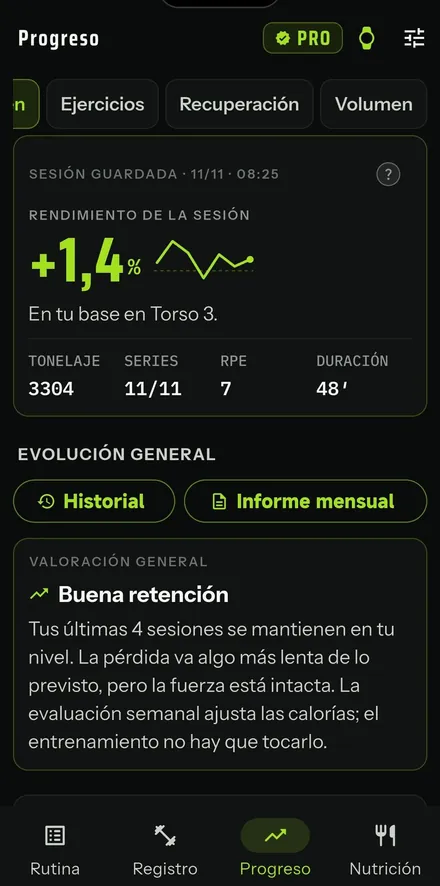 Progreso
PRO
n
Ejercicios
Recuperación
Volumen
SESIÓN GUARDADA · 11/11 · 08:25
?
RENDIMIENTO DE LA SESIÓN
+1,4%
En tu base en Torso 3.
TONELAJE SERIES RPE DURACIÓN
3304 11/11 7 48′
EVOLUCIÓN GENERAL
Historial
Informe mensual
VALORACIÓN GENERAL
Buena retención
Tus últimas 4 sesiones se mantienen en tu
nivel. La pérdida va algo más lenta de lo
previsto, pero la fuerza está intacta. La
evaluación semanal ajusta las calorías; el
entrenamiento no hay que tocarlo.
Rutina
Registro
Progreso
Nutrición